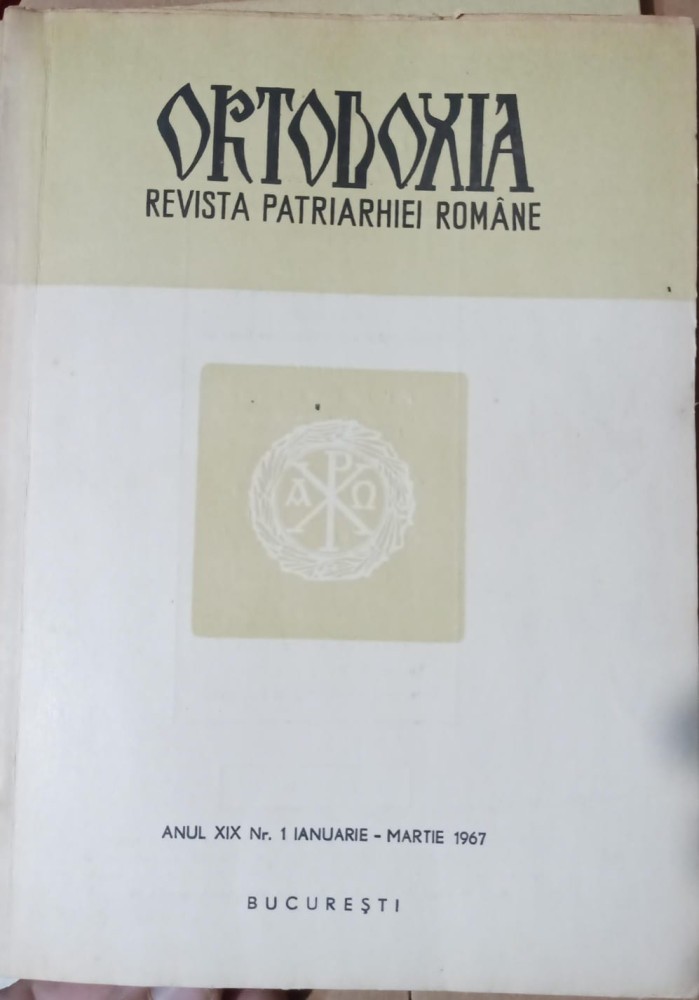 ORTODOXIA
REVISTA PATRIARHIEI ROMÂNE
Α Ρ Ω
ANUL XIX Nr. 1 IANUARIE - MARTIE 1967
BUCUREŞTI